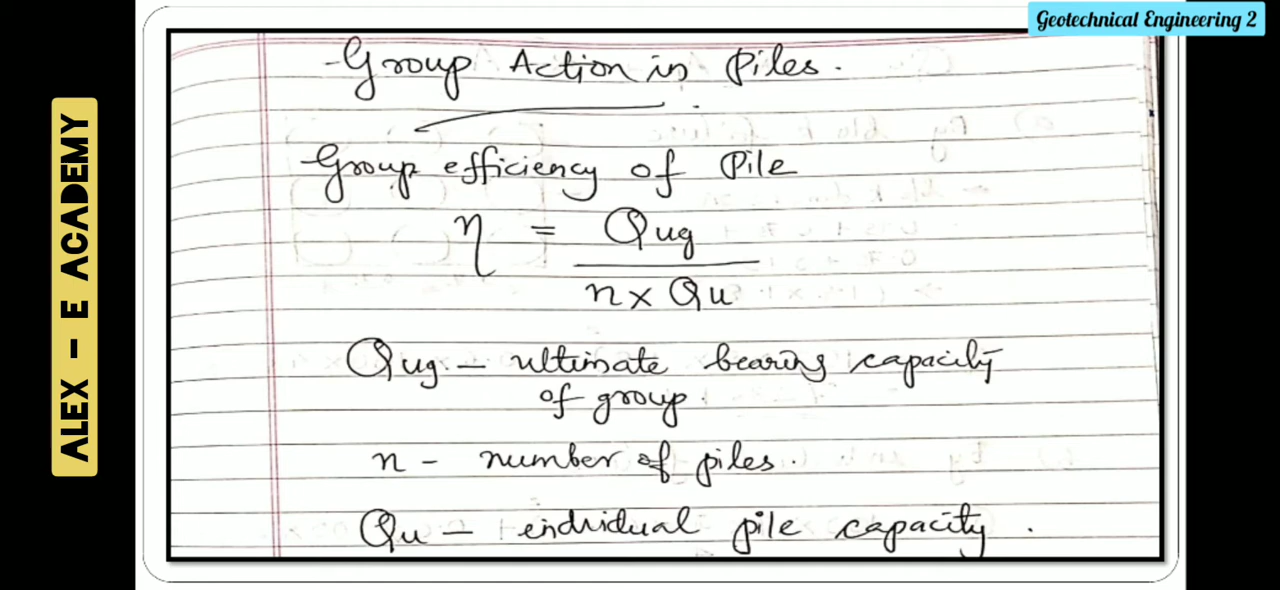 Geotechnical Engineering 2
ALEX - E ACADEMY
Group Action in Piles.
Group efficiency of Pile
η = Qug / n x Qu
Qug - ultimate bearing capacity
of group.
n - number of piles.
Qu - endridual pile capacity.